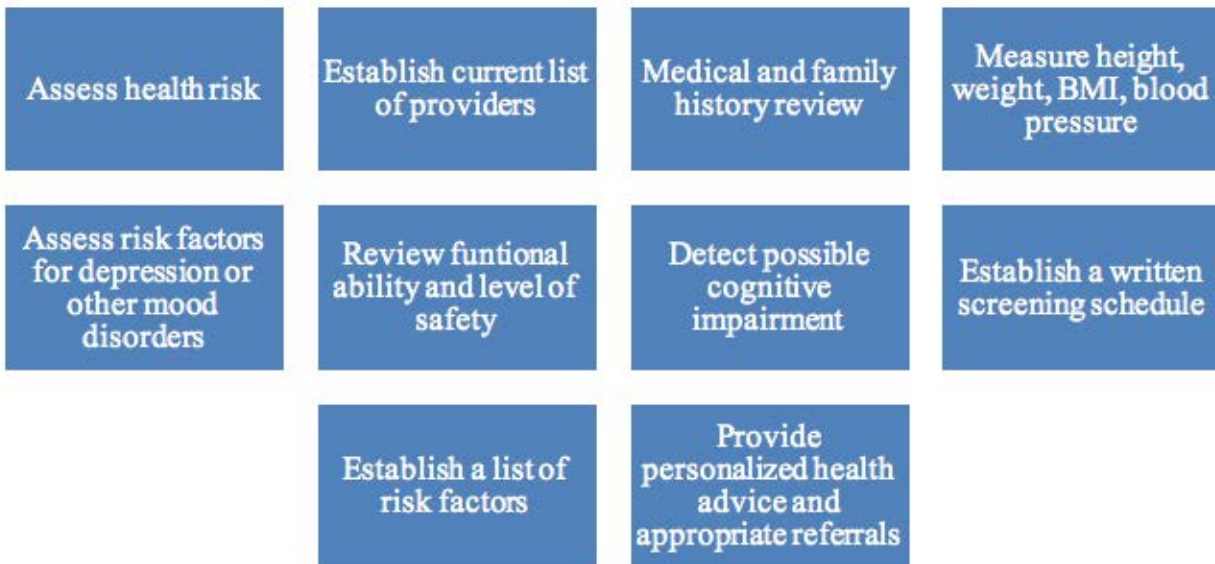 Assess health risk
Establish current list
of providers
Medical and family
history review
Measure height,
weight, BMI, blood
pressure
Assess risk factors
for depression or
other mood
disorders
Review funtional
ability and level of
safety
Detect possible
cognitive
impairment
Establish a written
screening schedule
Establish a list of
risk factors
Provide
personalized health
advice and
appropriate referrals